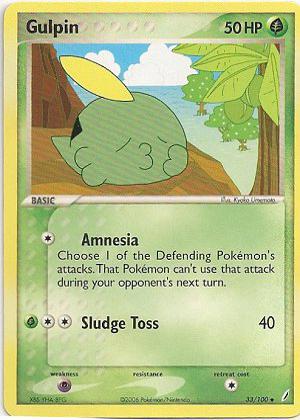 Gulpin 50 HP
BASIC
Illus. Kyoko Umemoto
Amnesia
Choose 1 of the Defending Pokémon's
attacks. That Pokémon can't use that attack
during your opponent's next turn.
Sludge Toss 40
weakness resistance retreat cost
©2006 Pokémon/Nintendo 33/100